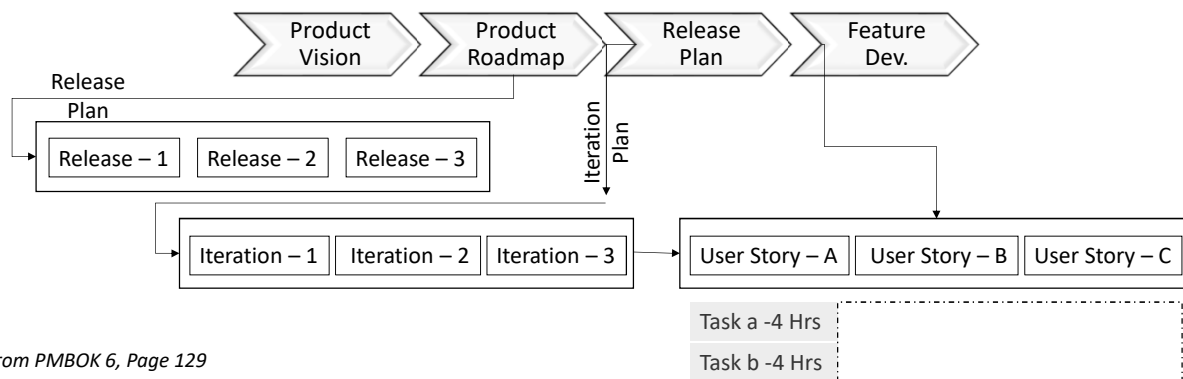 Product
Vision
Product
Roadmap
Release
Plan
Feature
Dev.
Release
Plan
Iteration
Plan
Release – 1
Release – 2
Release – 3
Iteration – 1
Iteration – 2
Iteration – 3
User Story – A
User Story – B
User Story – C
Task a -4 Hrs
Task b -4 Hrs
rom PMBOK 6, Page 129